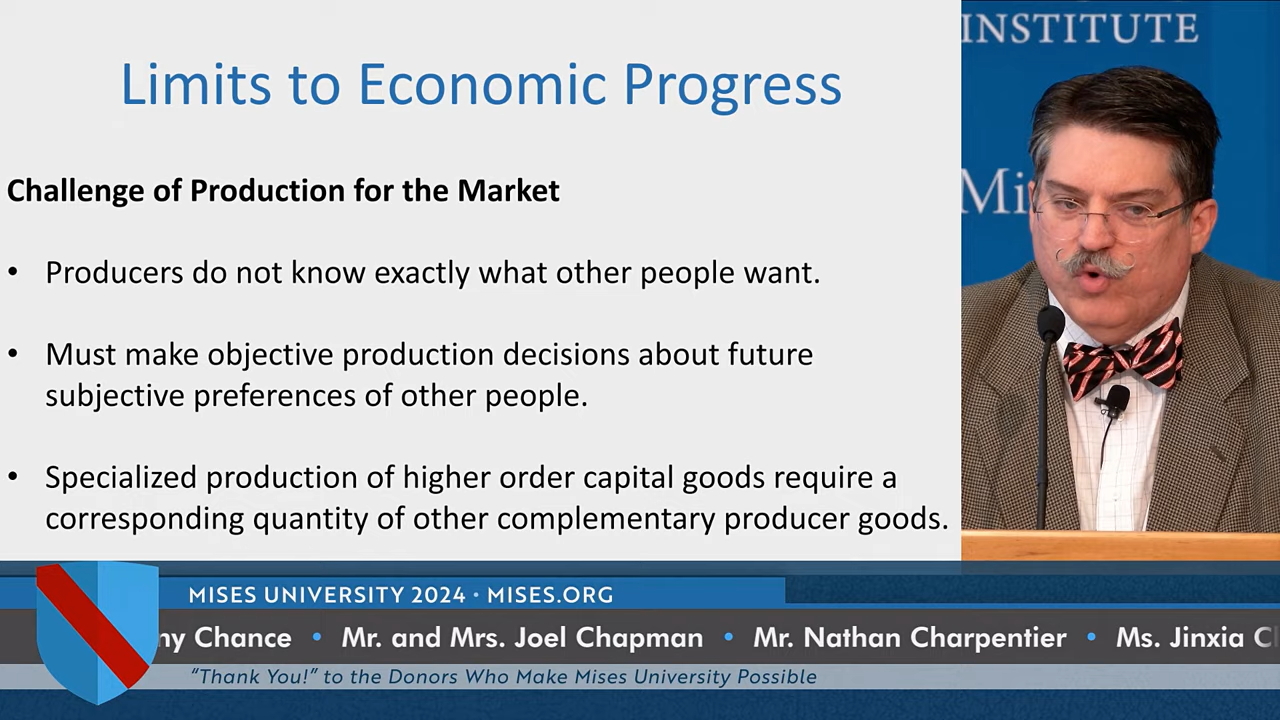 Limits to Economic Progress
Challenge of Production for the Market
• Producers do not know exactly what other people want.
• Must make objective production decisions about future
subjective preferences of other people.
• Specialized production of higher order capital goods require a
corresponding quantity of other complementary producer goods.
INSTITUTE
MISES UNIVERSITY 2024 • MISES.ORG
Chance • Mr. and Mrs. Joel Chapman • Mr. Nathan Charpentier • Ms. Jinxia
“Thank You!” to the Donors Who Make Mises University Possible